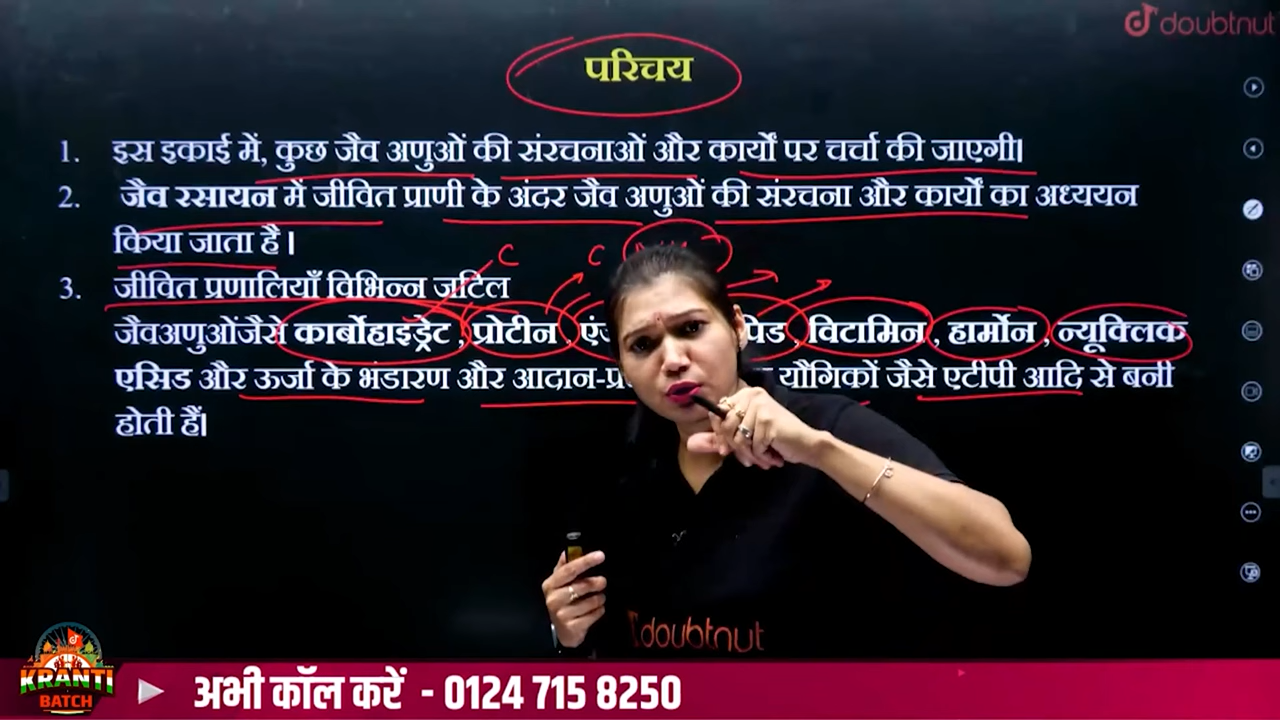 doubtnut
परिचय
1. इस इकाई में, कुछ जैव अणुओं की संरचनाओं और कार्यों पर चर्चा की जाएगी।
2. जैव रसायन में जीवित प्राणी के अंदर जैव अणुओं की संरचना और कार्यों का अध्ययन
किया जाता है।
3. जीवित प्रणालियाँ विभिन्न जटिल
C C
जैवअणुओंजैसे कार्बोहाइड्रेट, प्रोटीन, विटामिन, हार्मोन, न्यूक्लिक
एसिड और ऊर्जा के भंडारण और यौगिकों जैसे एटीपी आदि से बनी
होती हैं।
doubtnut
KRANTI
BATCH
अभी कॉल करें - 0124 715 8250